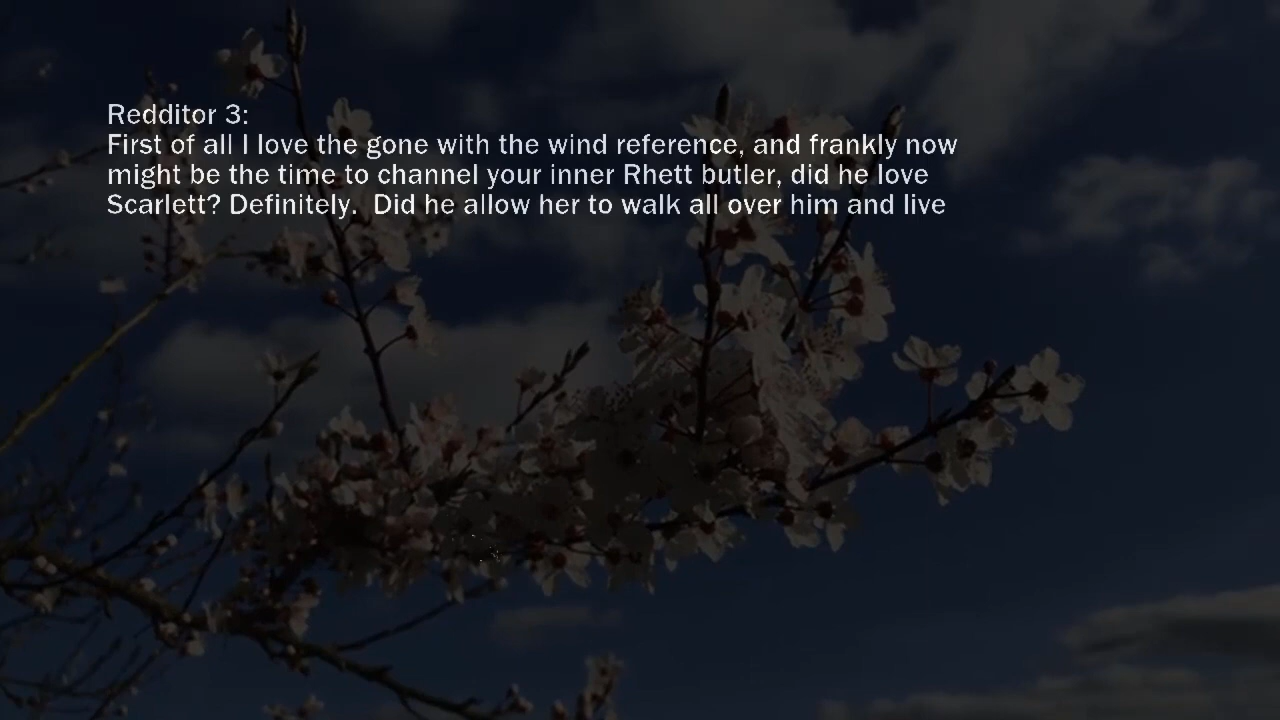 Redditor 3:
First of all I love the gone with the wind reference, and frankly now
might be the time to channel your inner Rhett butler, did he love
Scarlett? Definitely.  Did he allow her to walk all over him and live